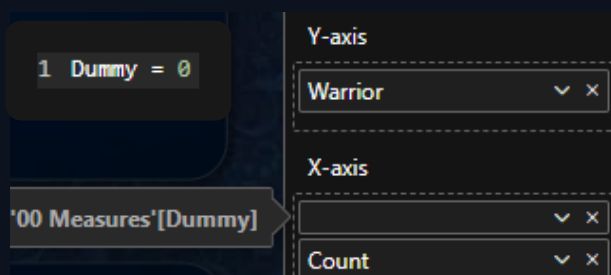 1 Dummy = 0
Y-axis
Warrior
X-axis
'00 Measures'[Dummy]
Count